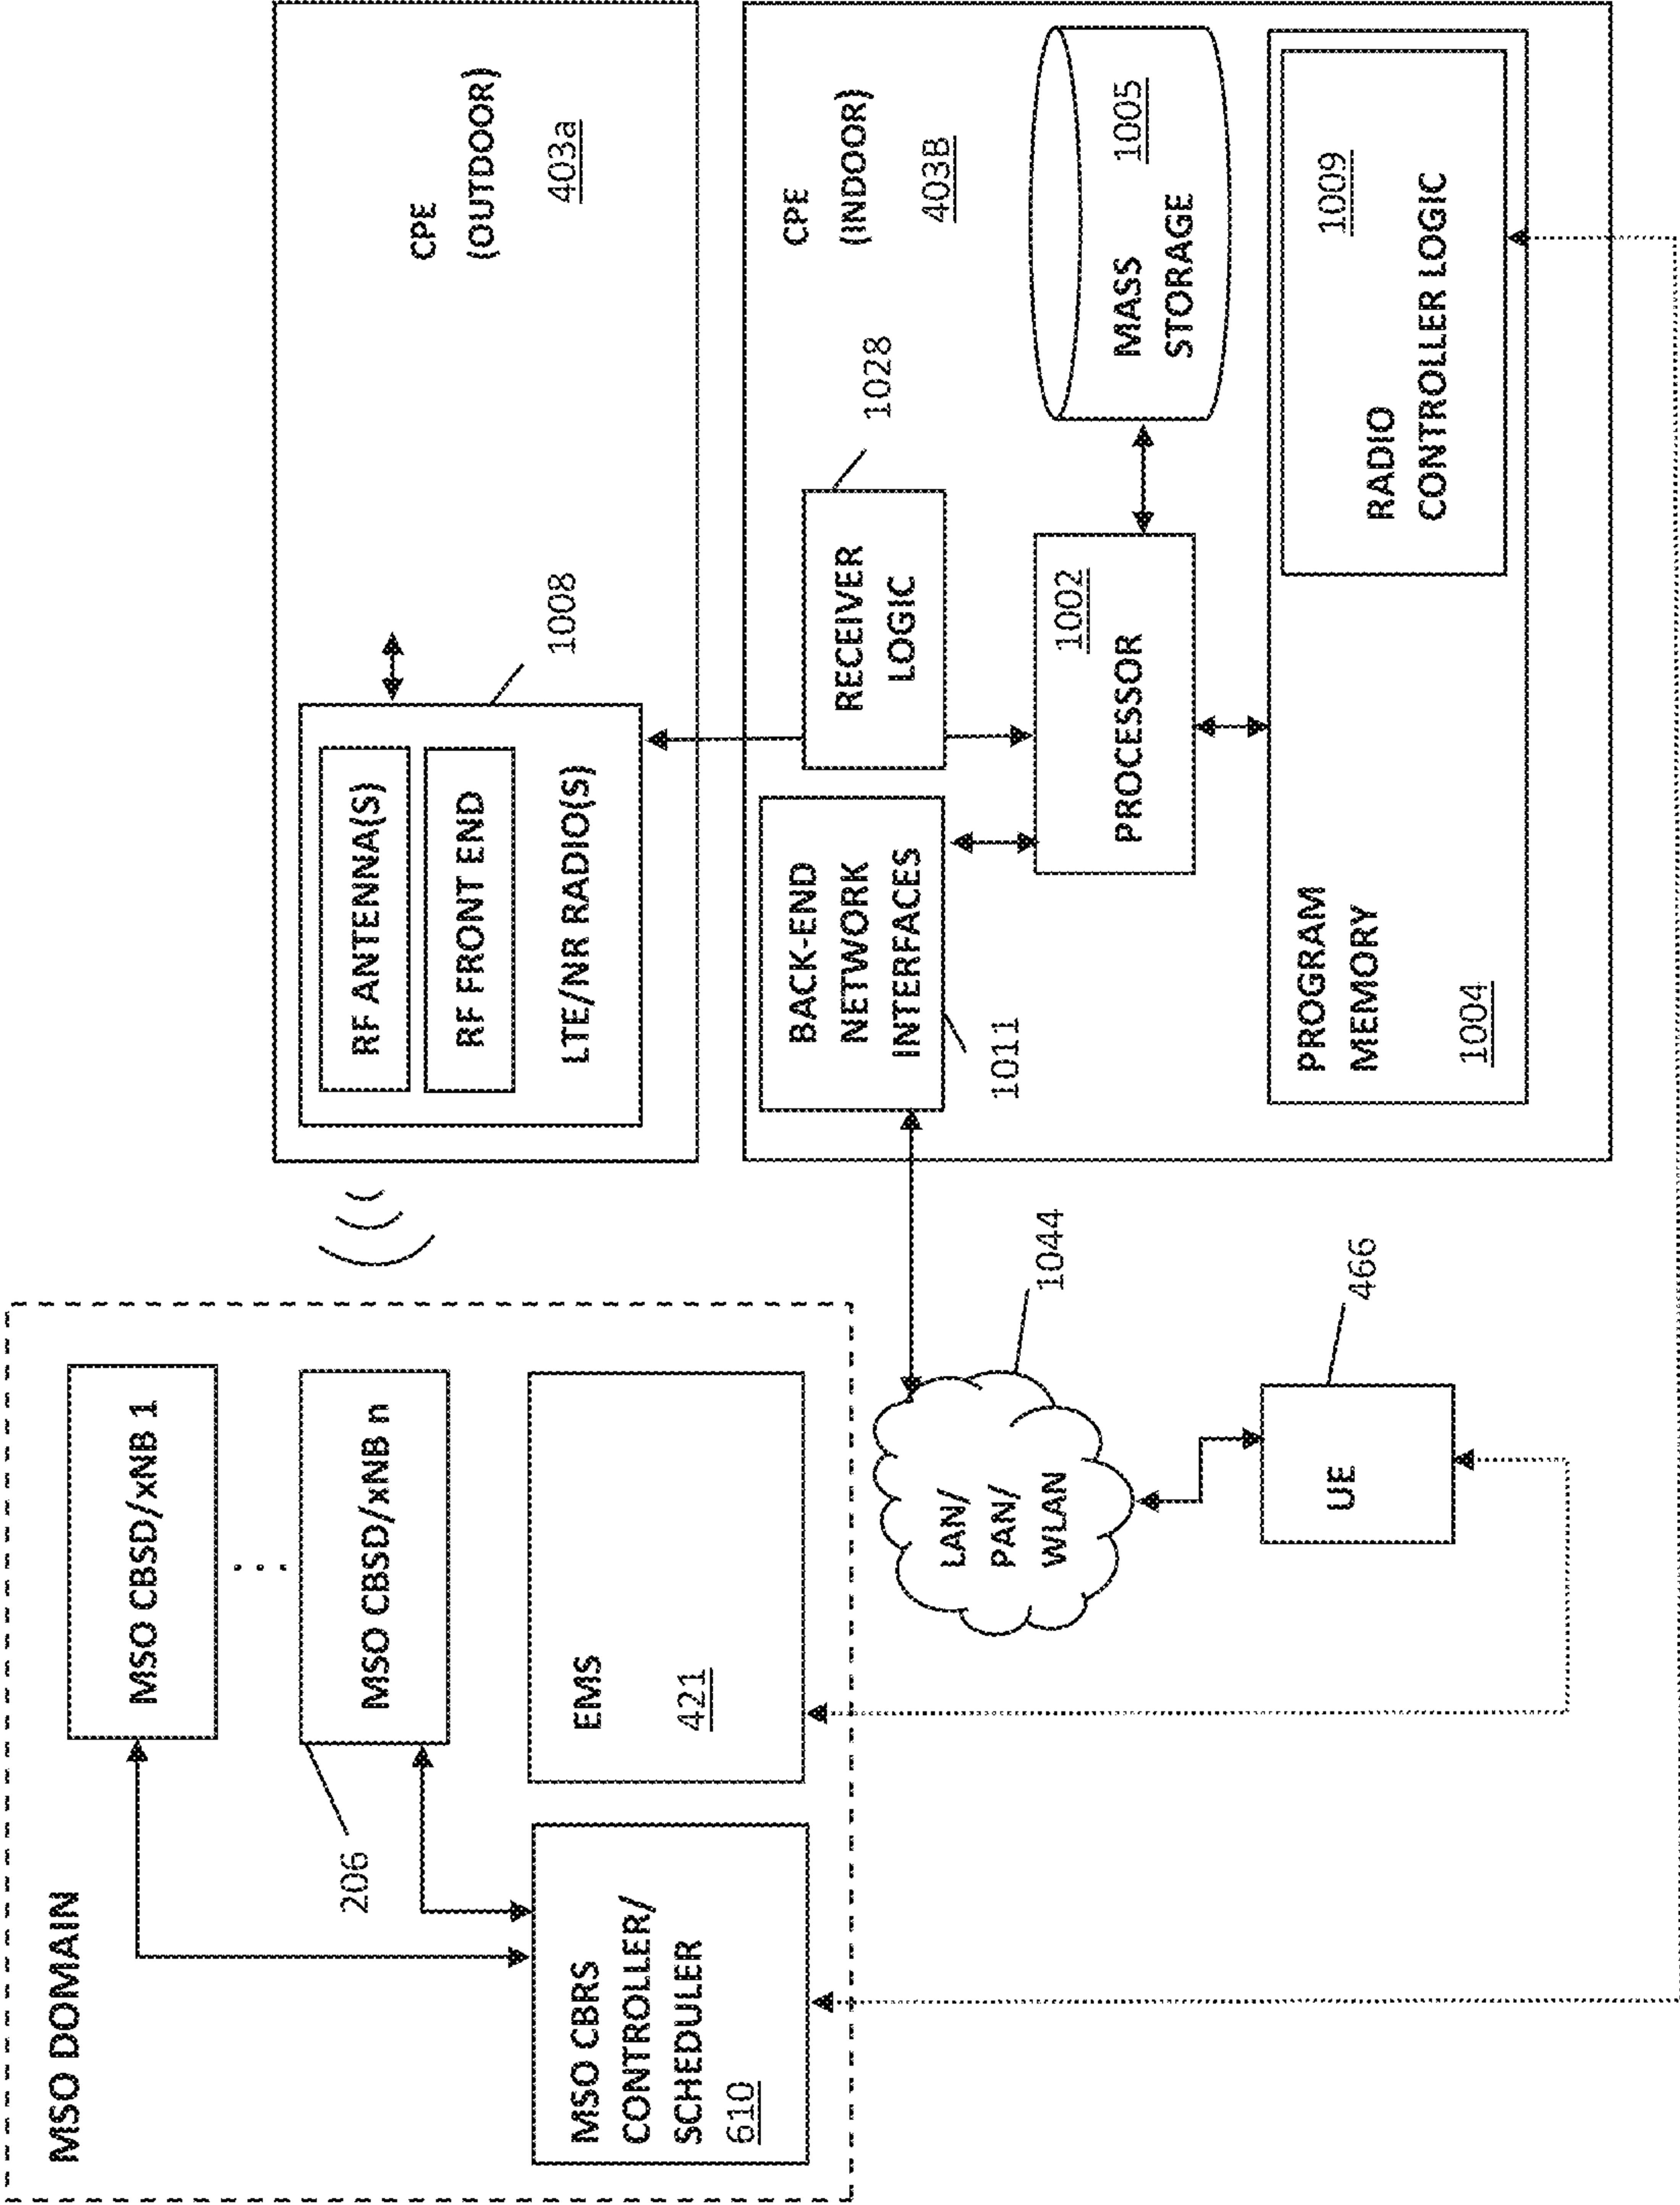 MSO DOMAIN
MSO CBSD/xNB 1
. . .
MSO CBSD/xNB n
206
MSO CBRS
CONTROLLER/
SCHEDULER
610
EMS
421
LAN/
PAN/
WLAN
1044
UE
466
CPE
(OUTDOOR)
403a
RF ANTENNA(S)
RF FRONT END
LTE/NR RADIO(S)
1008
CPE
(INDOOR)
403B
BACK-END
NETWORK
INTERFACES
1011
RECEIVER
LOGIC
1028
1002
PROCESSOR
MASS
STORAGE
1005
PROGRAM
MEMORY
1004
RADIO
CONTROLLER LOGIC
1009